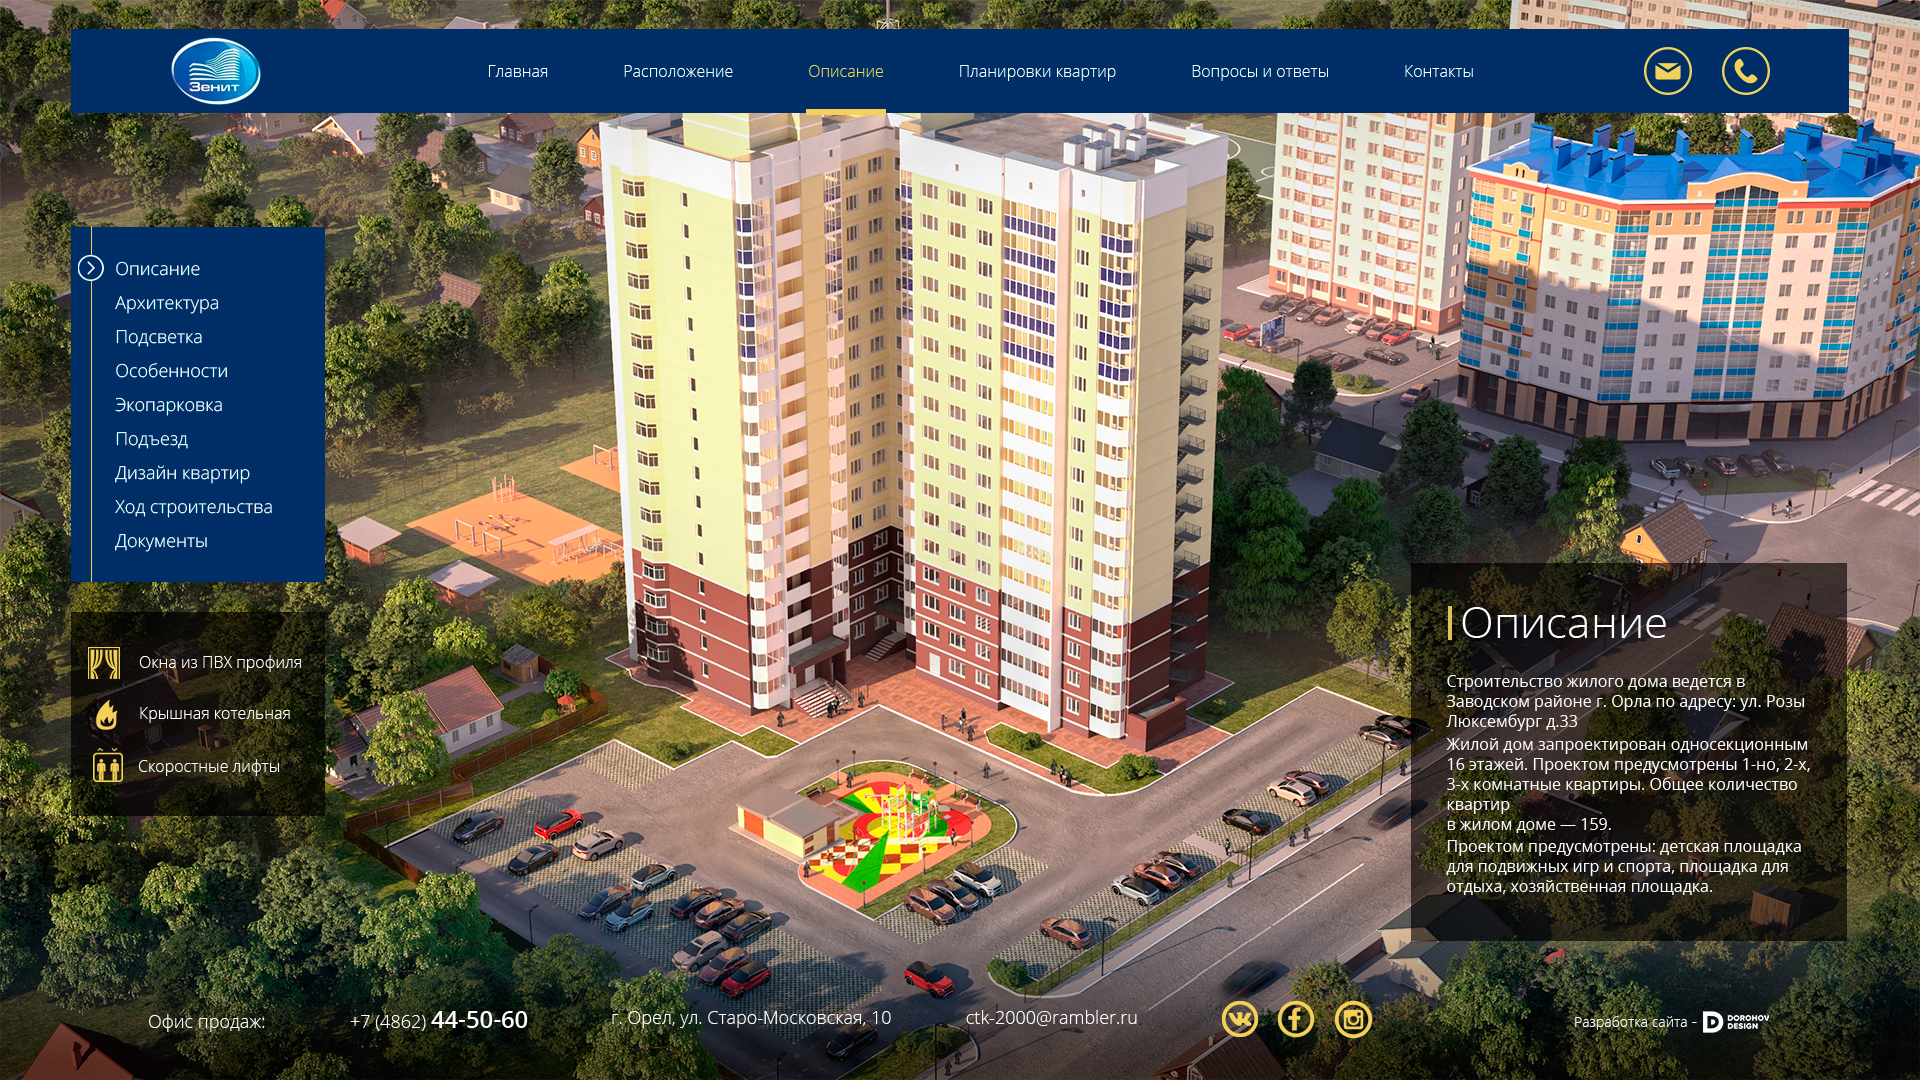 Зенит
Главная
Расположение
Описание
Планировки квартир
Вопросы и ответы
Контакты
Описание
Архитектура
Подсветка
Особенности
Экопарковка
Подъезд
Дизайн квартир
Ход строительства
Документы
Окна из ПВХ профиля
Крышная котельная
Скоростные лифты
Описание
Строительство жилого дома ведется в
Заводском районе г. Орла по адресу: ул. Розы
Люксембург д.33
Жилой дом запроектирован односекционным
16 этажей. Проектом предусмотрены 1-но, 2-х,
3-х комнатные квартиры. Общее количество
квартир
в жилом доме — 159.
Проектом предусмотрены: детская площадка
для подвижных игр и спорта, площадка для
отдыха, хозяйственная площадка.
Офис продаж:
+7 (4862) 44-50-60
г. Орел, ул. Старо-Московская, 10
ctk-2000@rambler.ru
Разработка сайта -
DOROHOV
DESIGN